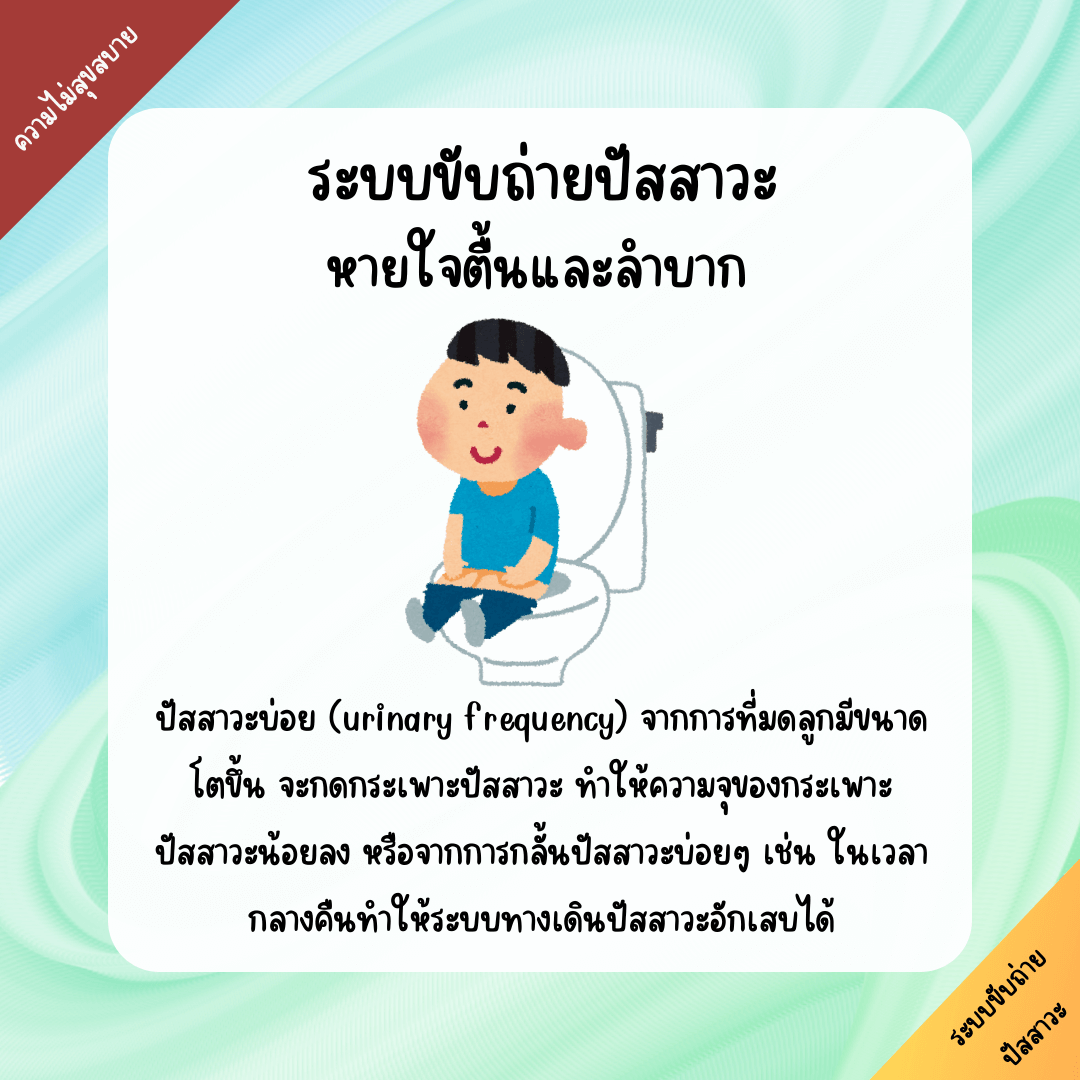 ความไม่สุขสบาย
ระบบขับถ่ายปัสสาวะ
หายใจตื้นและลำบาก
ปัสสาวะบ่อย (urinary frequency) จากการที่มดลูกมีขนาด
โตขึ้น จะกดกระเพาะปัสสาวะ ทำให้ความจุของกระเพาะ
ปัสสาวะน้อยลง หรือจากการกลั้นปัสสาวะบ่อยๆ เช่น ในเวลา
กลางคืนทำให้ระบบทางเดินปัสสาวะอักเสบได้
ระบบขับถ่าย
ปัสสาวะ